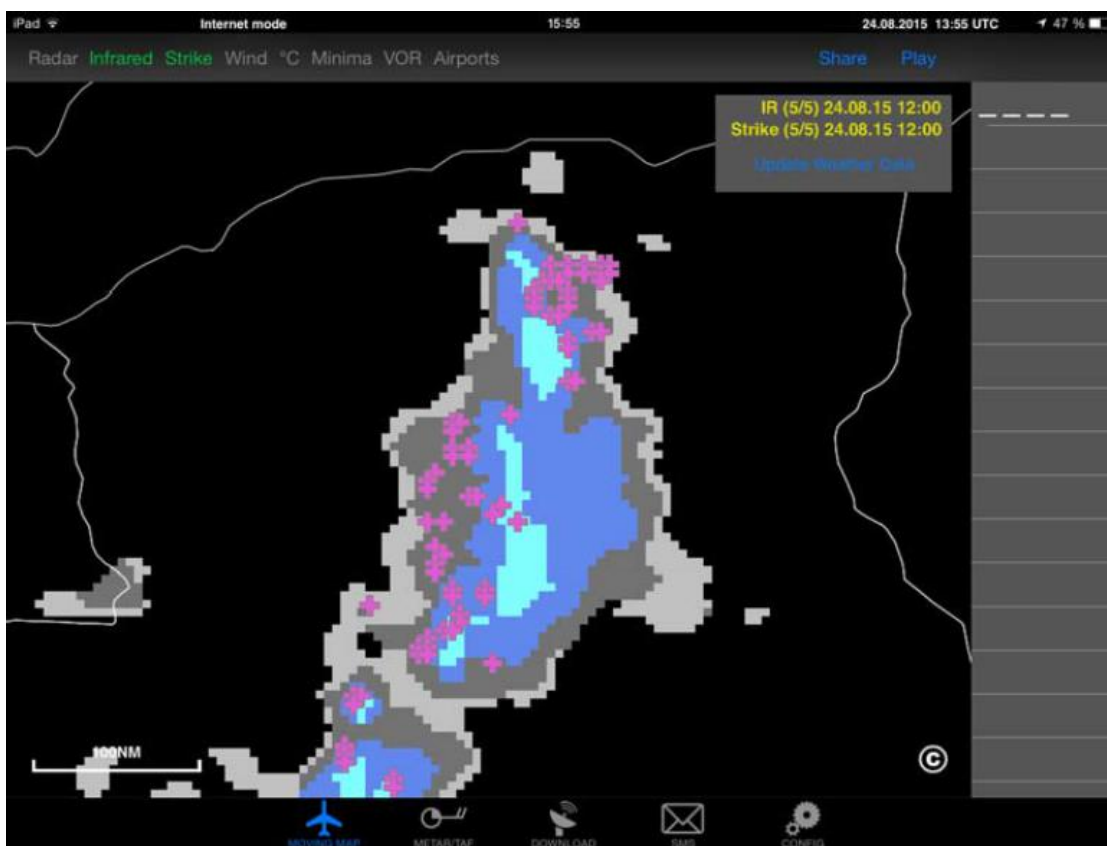 iPad Internet mode 15:55 24.08.2015 13:55 UTC 47 %
Radar Infrared Strike Wind °C Minima VOR Airports Share Play
IR (5/5) 24.08.15 12:00
Strike (5/5) 24.08.15 12:00
Update Weather Data
100NM
©
MOVING MAP METAR/TAF DOWNLOAD SMS CONFIG